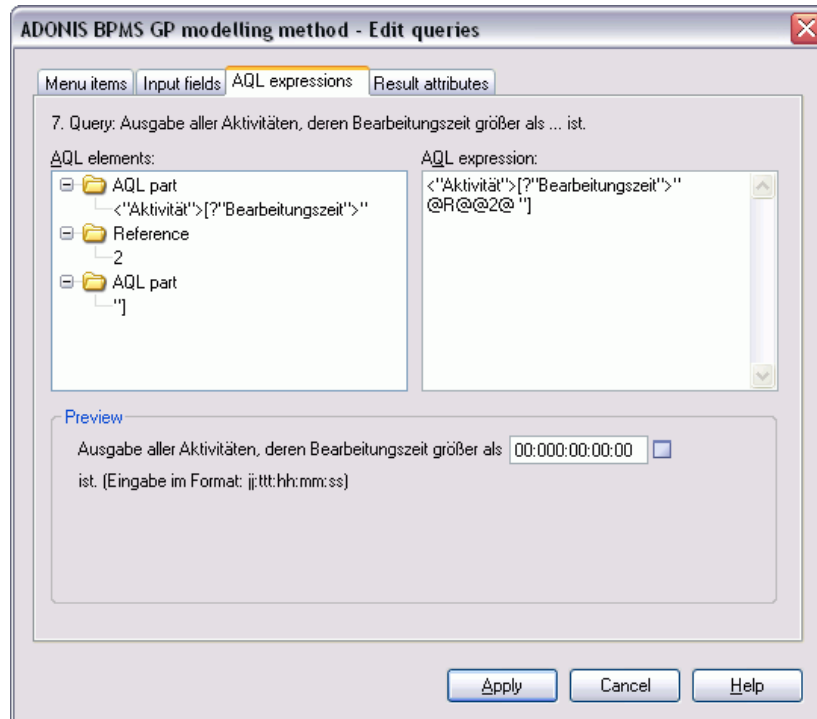 ADONIS BPMS GP modelling method - Edit queries
Menu items Input fields AQL expressions Result attributes
7. Query: Ausgabe aller Aktivitäten, deren Bearbeitungszeit größer als ... ist.
AQL elements: AQL expression:
AQL part
<"Aktivität">[?"Bearbeitungszeit">"
Reference
2
AQL part
"]
<"Aktivität">[?"Bearbeitungszeit">"
@R@@2@ "]
Preview
Ausgabe aller Aktivitäten, deren Bearbeitungszeit größer als 00:000:00:00:00
ist. (Eingabe im Format: jj:ttt:hh:mm:ss)
Apply Cancel Help